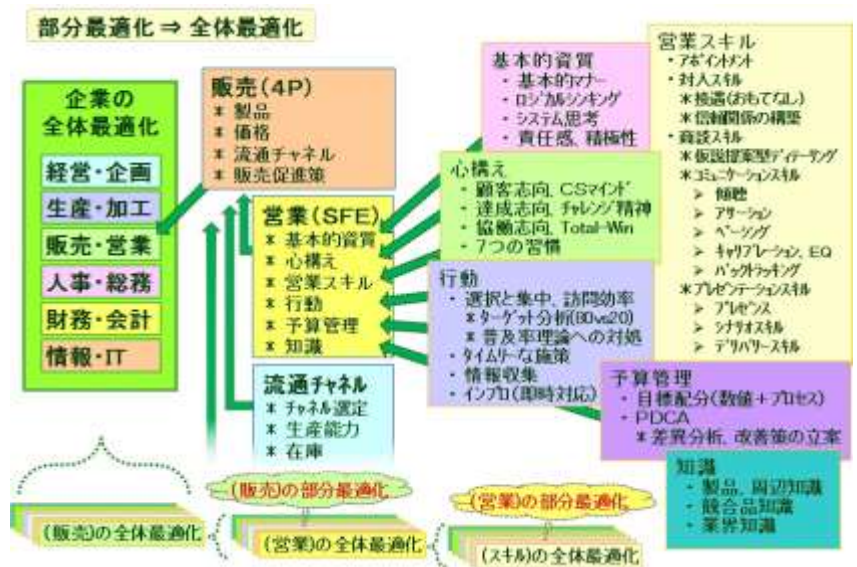 部分最適化 ⇒ 全体最適化
企業の
全体最適化
経営・企画
生産・加工
販売・営業
人事・総務
財務・会計
情報・IT
販売(4P)
* 製品
* 価格
* 流通チャネル
* 販売促進策
営業(SFE)
* 基本的資質
* 心構え
* 営業スキル
* 行動
* 予算管理
* 知識
流通チャネル
* チャネル選定
* 生産能力
* 在庫
基本的資質
・基本的マナー
・ロジカルシンキング
・システム思考
・責任感, 積極性
心構え
・顧客志向, CSマインド
・達成志向, チャレンジ精神
・協働志向, Total-Win
・7つの習慣
行動
・選択と集中, 訪問効率
*ターゲット分析(80vs20)
*普及率理論への対処
・タイムリーな施策
・情報収集
・インプロ(即時対応)
営業スキル
・アポイントメント
・対人スキル
*接遇(おもてなし)
*信頼関係の構築
・商談スキル
*仮説提案型ディテーリング
*コミュニケーションスキル
➢ 傾聴
➢ アサーション
➢ ペーシング
➢ キャリブレーション, EQ
➢ バックトラッキング
*プレゼンテーションスキル
➢ プレゼンス
➢ シナリオスキル
➢ デリバリースキル
予算管理
・目標配分(数値+プロセス)
・PDCA
*差異分析, 改善策の立案
知識
・製品, 周辺知識
・競合品知識
・業界知識
(販売)の部分最適化
(営業)の部分最適化
(販売)の全体最適化
(営業)の全体最適化
(スキル)の全体最適化